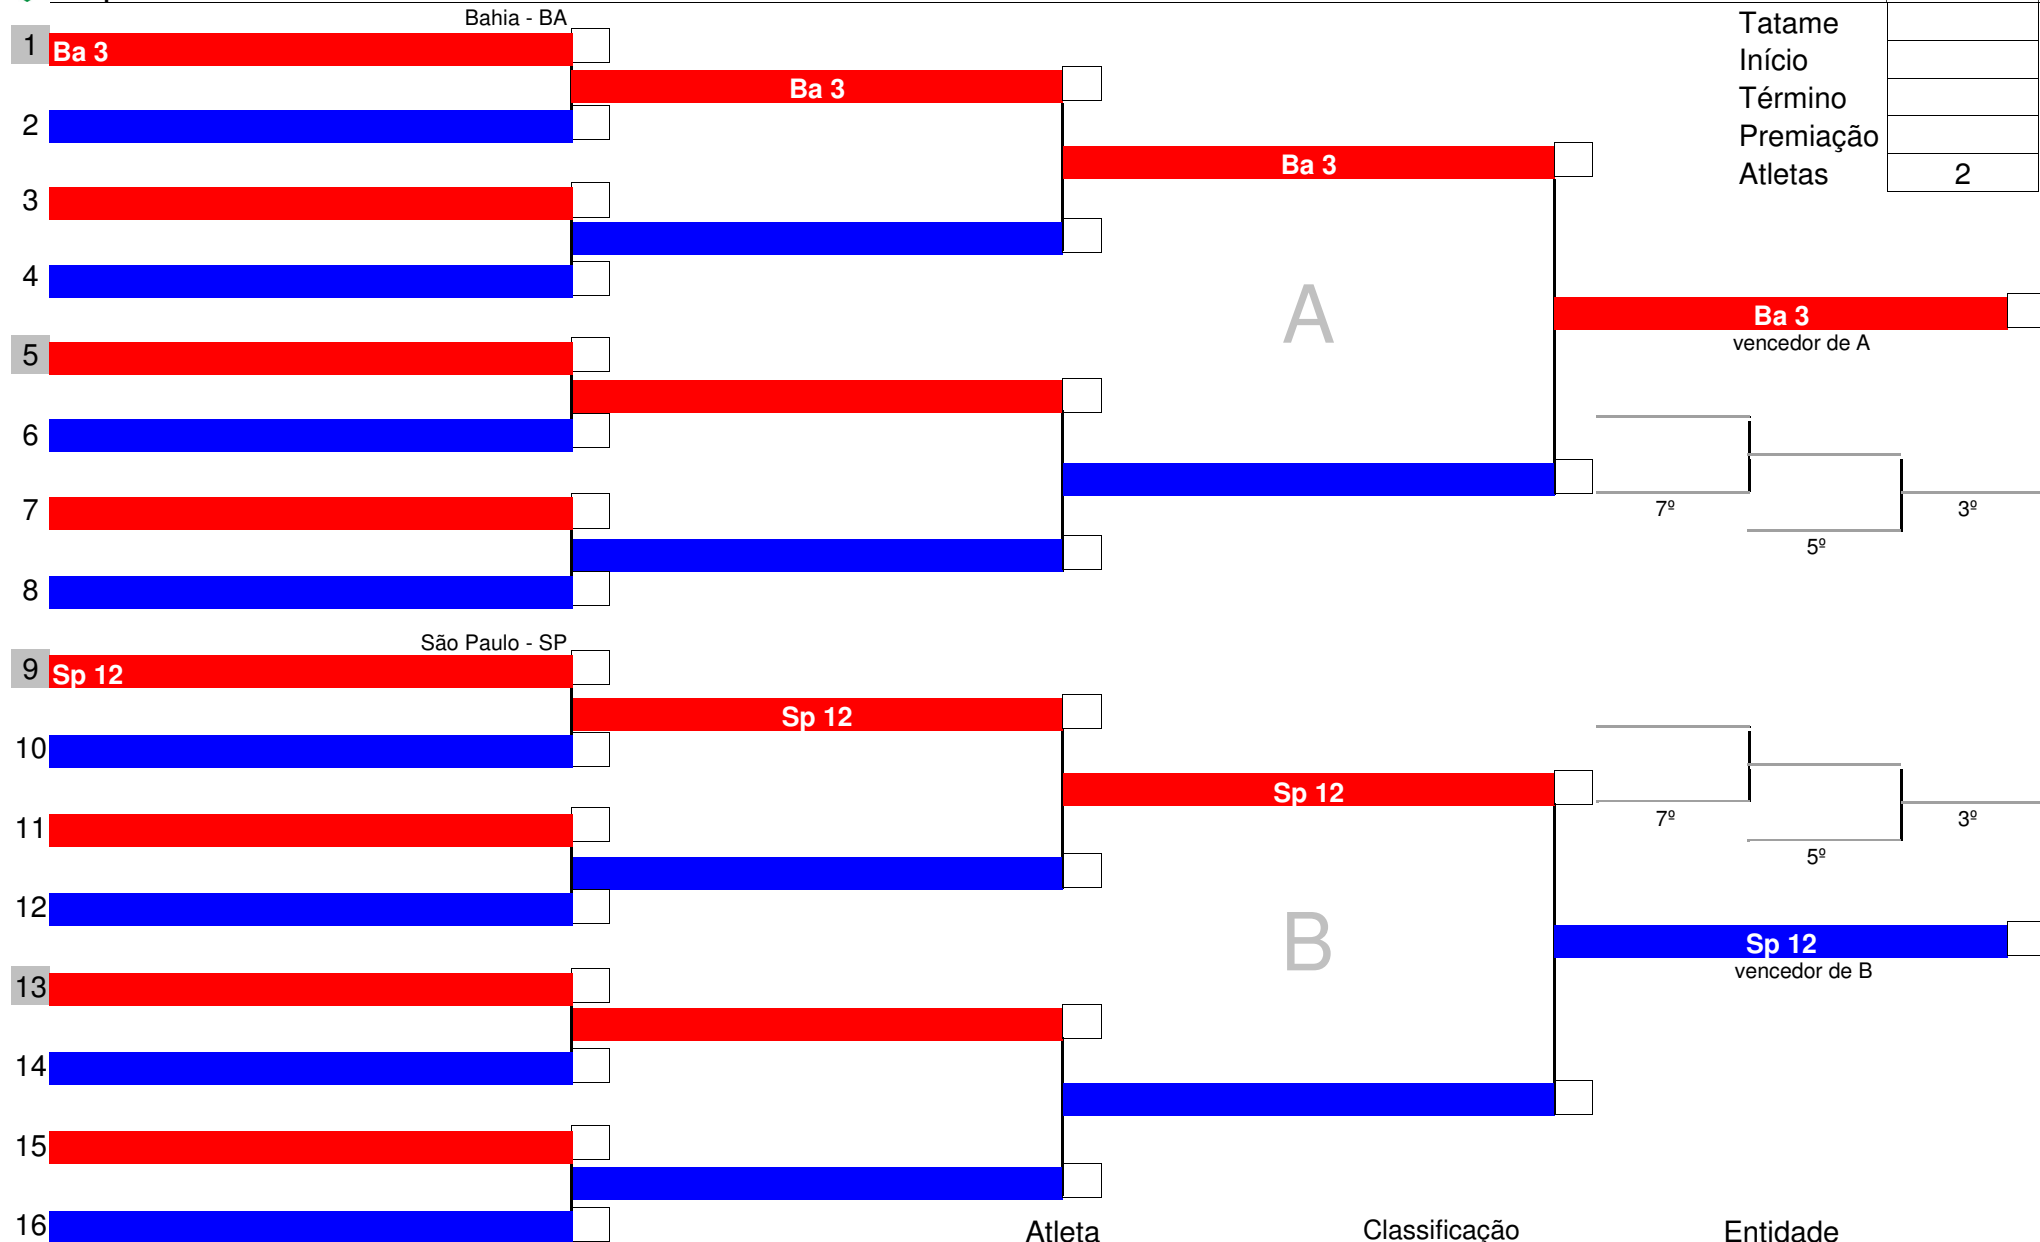 Bahia - BA
Tatame
1 Ba 3
Início
Ba 3
Término
2
Premiação
Ba 3
Atletas 2
3
4
A
Ba 3
vencedor de A
5
6
7
7º
3º
5º
8
São Paulo - SP
9 Sp 12
Sp 12
10
Sp 12
11
7º
3º
5º
12
B
Sp 12
vencedor de B
13
14
15
16
Atleta Classificação Entidade